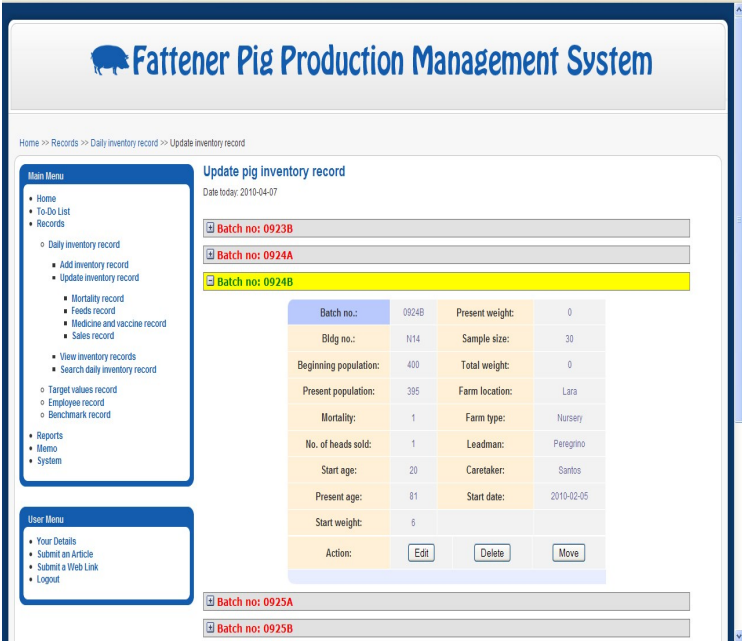 Fattener Pig Production Management System
Home >> Records >> Daily inventory record >> Update inventory record
Main Menu
Home
To-Do List
Records
Daily inventory record
Add inventory record
Update inventory record
Mortality record
Feeds record
Medicine and vaccine record
Sales record
View inventory records
Search daily inventory record
Target values record
Employee record
Benchmark record
Reports
Memo
System
User Menu
Your Details
Submit an Article
Submit a Web Link
Logout
Update pig inventory record
Date today: 2010-04-07
Batch no: 0923B
Batch no: 0924A
Batch no: 0924B
Batch no.: 0924B Present weight: 0
Bldg no.: N14 Sample size: 30
Beginning population: 400 Total weight: 0
Present population: 395 Farm location: Lara
Mortality: 1 Farm type: Nursery
No. of heads sold: 1 Leadman: Peregrino
Start age: 20 Caretaker: Santos
Present age: 81 Start date: 2010-02-05
Start weight: 6
Action: Edit Delete Move
Batch no: 0925A
Batch no: 0925B